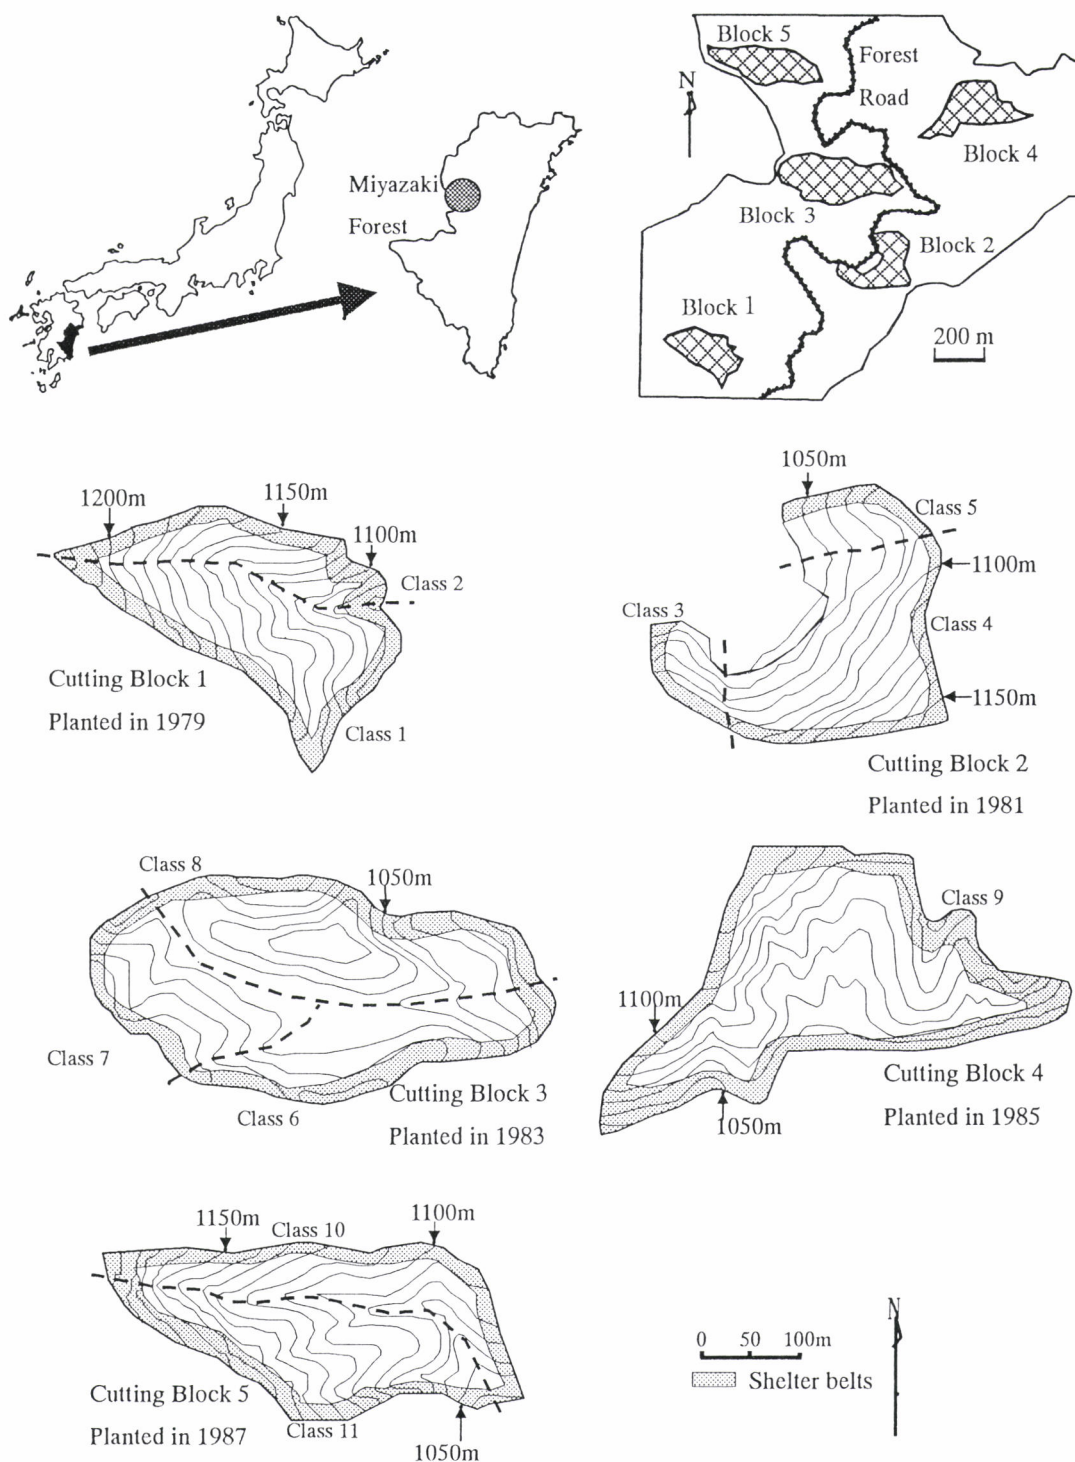 Miyazaki
Forest
Block 5
Forest
Road
N
Block 4
Block 3
Block 2
Block 1
200 m
1200m
1150m
1100m
Class 2
Cutting Block 1
Planted in 1979
Class 1
1050m
Class 5
1100m
Class 3
Class 4
1150m
Cutting Block 2
Planted in 1981
Class 8
1050m
Class 7
Class 6
Cutting Block 3
Planted in 1983
Class 9
1100m
1050m
Cutting Block 4
Planted in 1985
1150m
Class 10
1100m
Cutting Block 5
Planted in 1987
Class 11
1050m
N
0 50 100m
Shelter belts